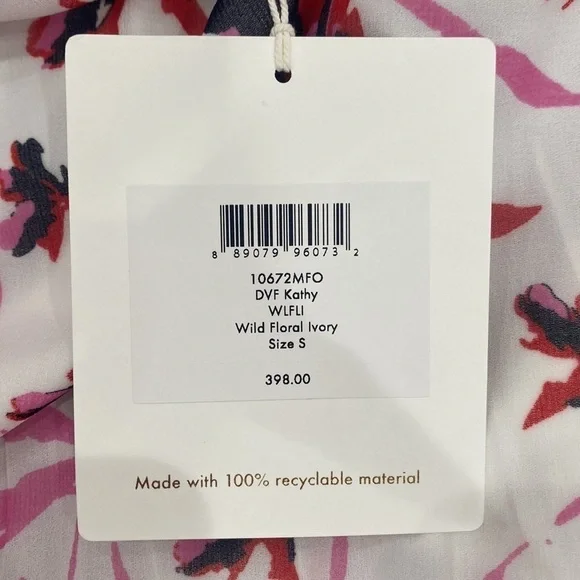 8 89079 96073 2
10672MFO
DVF Kathy
WLFLI
Wild Floral Ivory
Size S
398.00
Made with 100% recyclable material